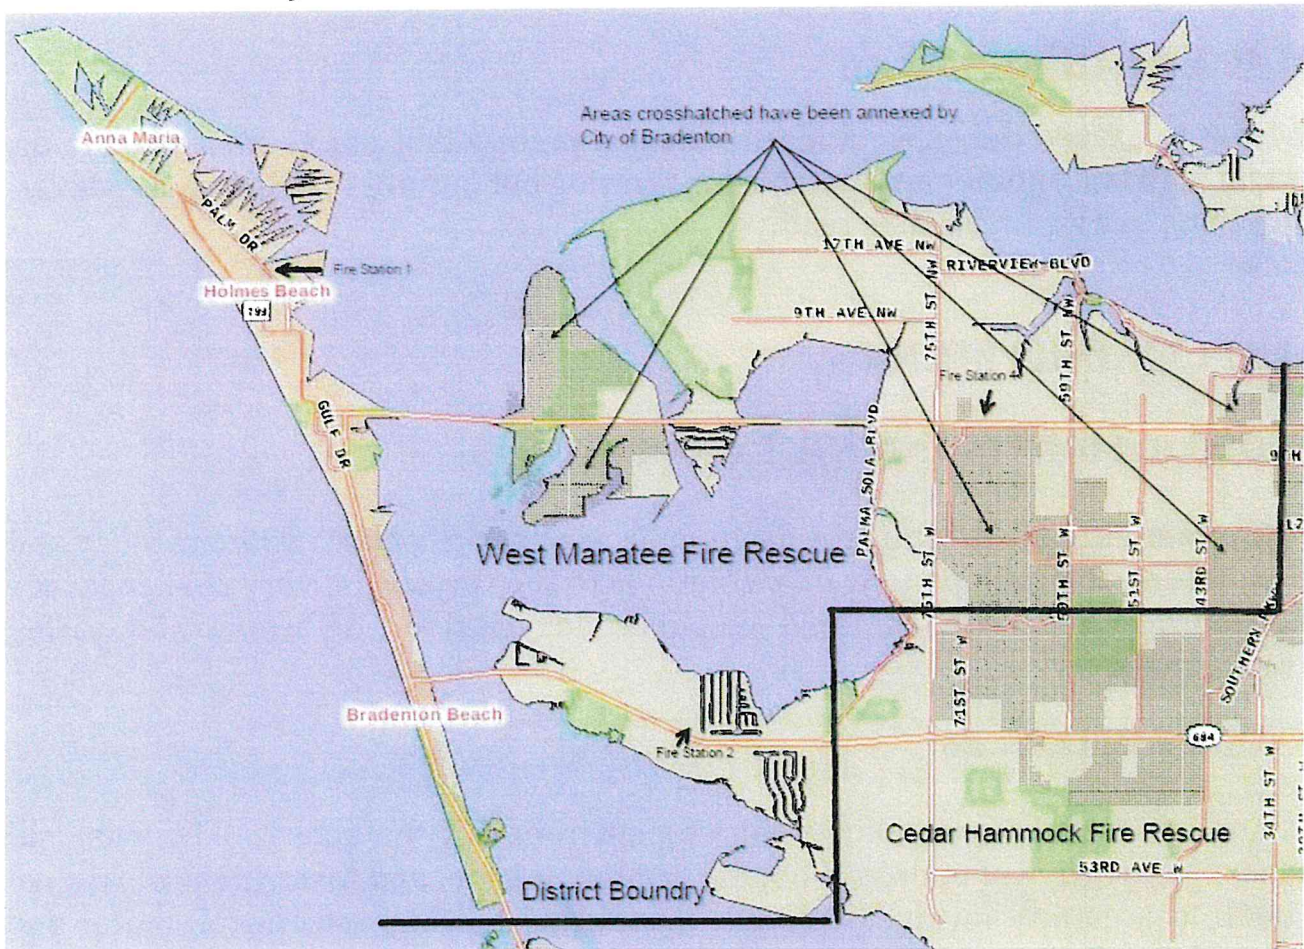 Areas crosshatched have been annexed by
City of Bradenton
Anna Maria
PALM DR
Fire Station 1
Holmes Beach
789
17TH AVE NW
RIVERVIEW BLVD
9TH AVE NW
75TH ST NW
59TH ST NW
Fire Station 4
GULF DR
PALMA SOLA BLVD
9TH
West Manatee Fire Rescue
75TH ST W
59TH ST W
51ST ST W
43RD ST W
71ST ST W
Bradenton Beach
684
Fire Station 2
Cedar Hammock Fire Rescue
34TH ST W
53RD AVE W
District Boundry